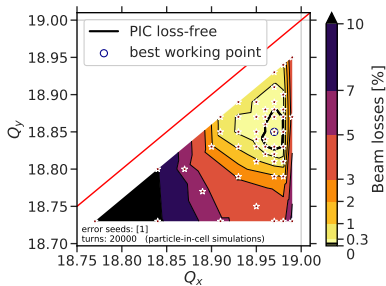 PIC loss-free
best working point
19.00
18.95
18.90
18.85
18.80
18.75
18.70
Qy
error seeds: [1]
turns: 20000 (particle-in-cell simulations)
18.75 18.80 18.85 18.90 18.95 19.00
Qx
10
7
5
3
2
1
0.3
0
Beam losses [%]